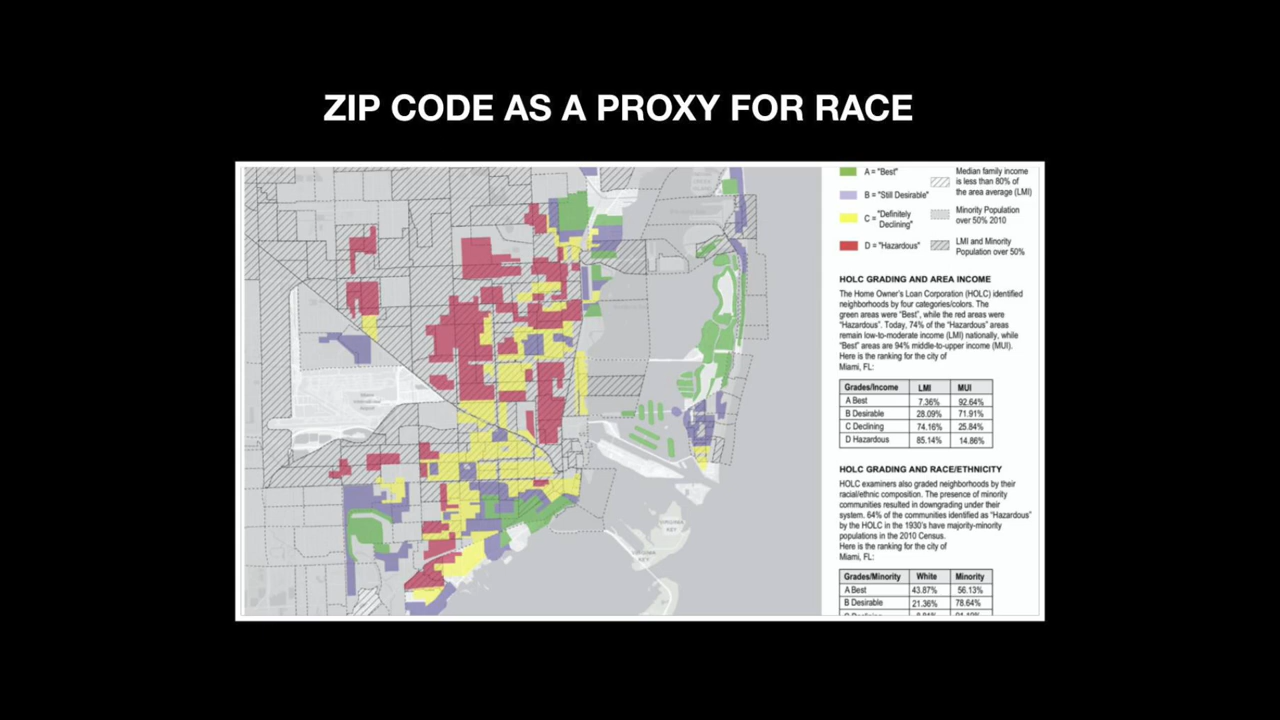 ZIP CODE AS A PROXY FOR RACE
A = "Best"
B = "Still Desirable"
C = "Definitely
Declining"
D = "Hazardous"
Median family income
is less than 80% of
the area average (LMI)
Minority Population
over 50% 2010
LMI and Minority
Population over 50%
HOLC GRADING AND AREA INCOME
The Home Owner's Loan Corporation (HOLC) identified
neighborhoods by four categories/colors. The
green areas were "Best", while the red areas were
"Hazardous". Today, 74% of the "Hazardous" areas
remain low-to-moderate income (LMI) nationally, while
"Best" areas are 94% middle-to-upper income (MUI).
Here is the ranking for the city of
Miami, FL:
Grades/Income LMI MUI
A Best 7.36% 92.64%
B Desirable 28.09% 71.91%
C Declining 74.16% 25.84%
D Hazardous 85.14% 14.86%
HOLC GRADING AND RACE/ETHNICITY
HOLC examiners also graded neighborhoods by their
racial/ethnic composition. The presence of minority
communities resulted in downgrading under their
system. 64% of the communities identified as "Hazardous"
by the HOLC in the 1930's have majority-minority
populations in the 2010 Census.
Here is the ranking for the city of
Miami, FL:
Grades/Minority White Minority
A Best 43.87% 56.13%
B Desirable 21.36% 78.64%
VIRGINIA
KEY